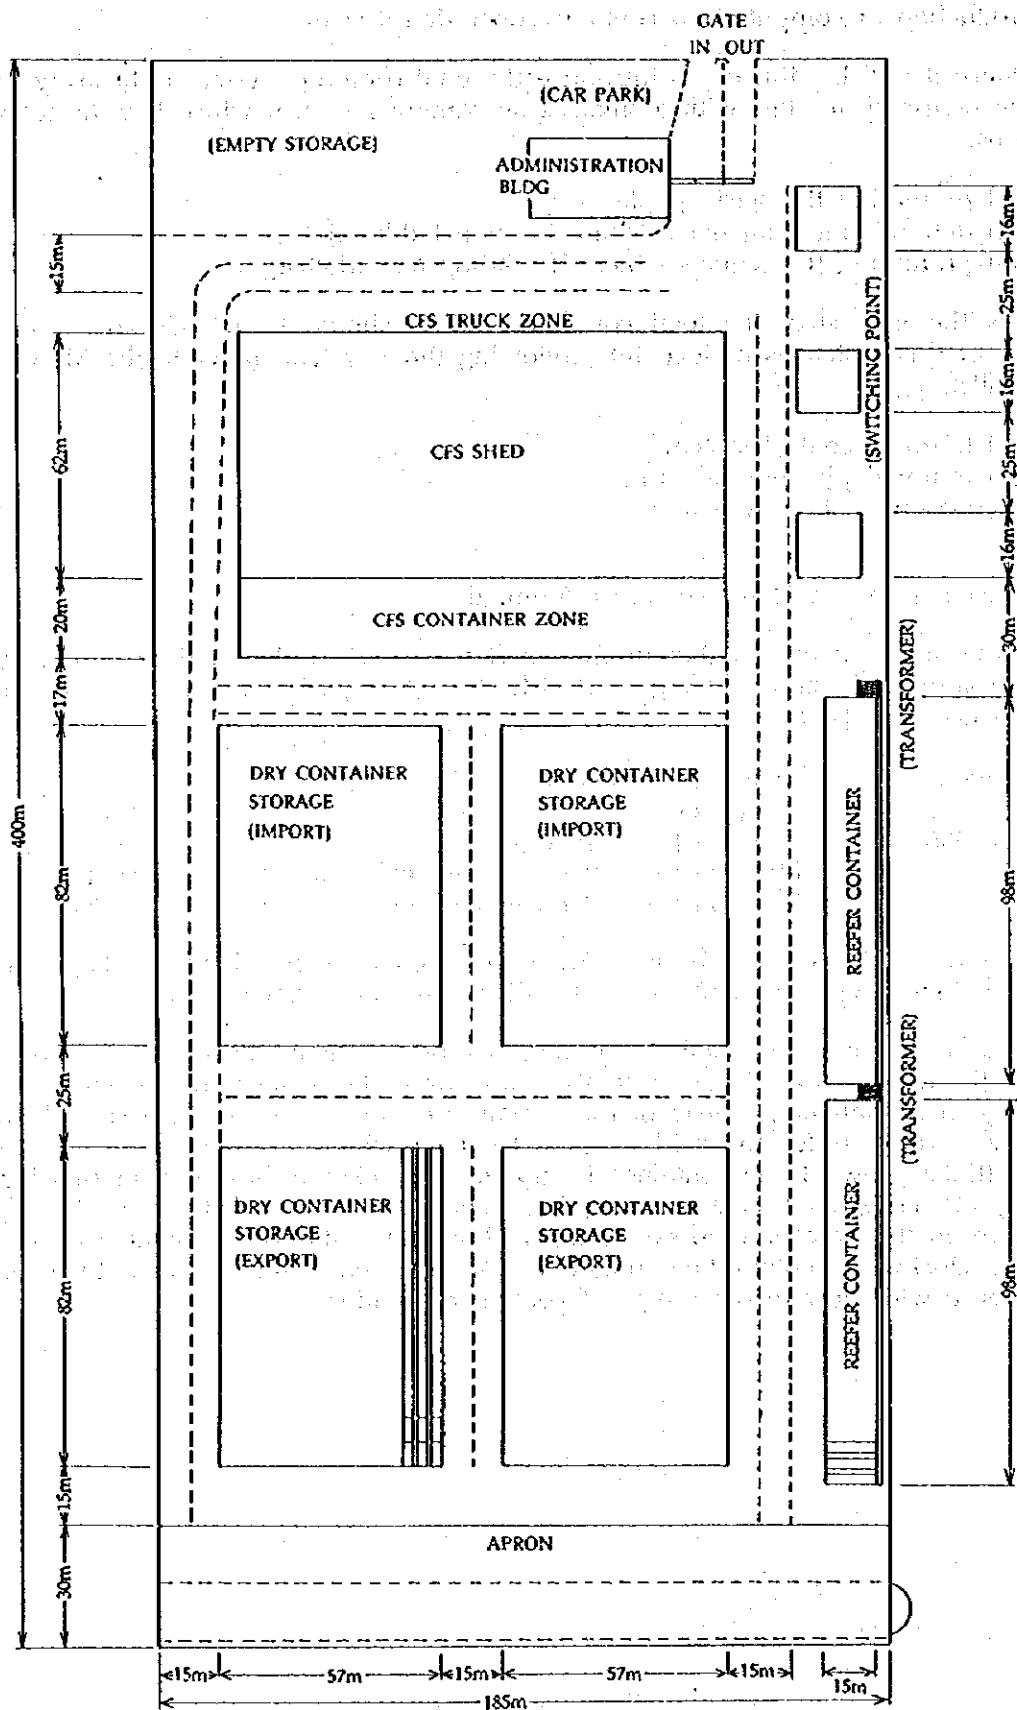 GATE
IN OUT
(CAR PARK)
(EMPTY STORAGE)
ADMINISTRATION
BLDG
CFS TRUCK ZONE
CFS SHED
CFS CONTAINER ZONE
(SWITCHING POINT)
(TRANSFORMER)
DRY CONTAINER
STORAGE
(IMPORT)
DRY CONTAINER
STORAGE
(IMPORT)
REEFER CONTAINER
(TRANSFORMER)
DRY CONTAINER
STORAGE
(EXPORT)
DRY CONTAINER
STORAGE
(EXPORT)
REEFER CONTAINER
APRON
400m
15m
62m
20m
17m
82m
25m
82m
15m
30m
16m
25m
16m
25m
16m
30m
98m
98m
15m
57m
15m
57m
15m
15m
185m